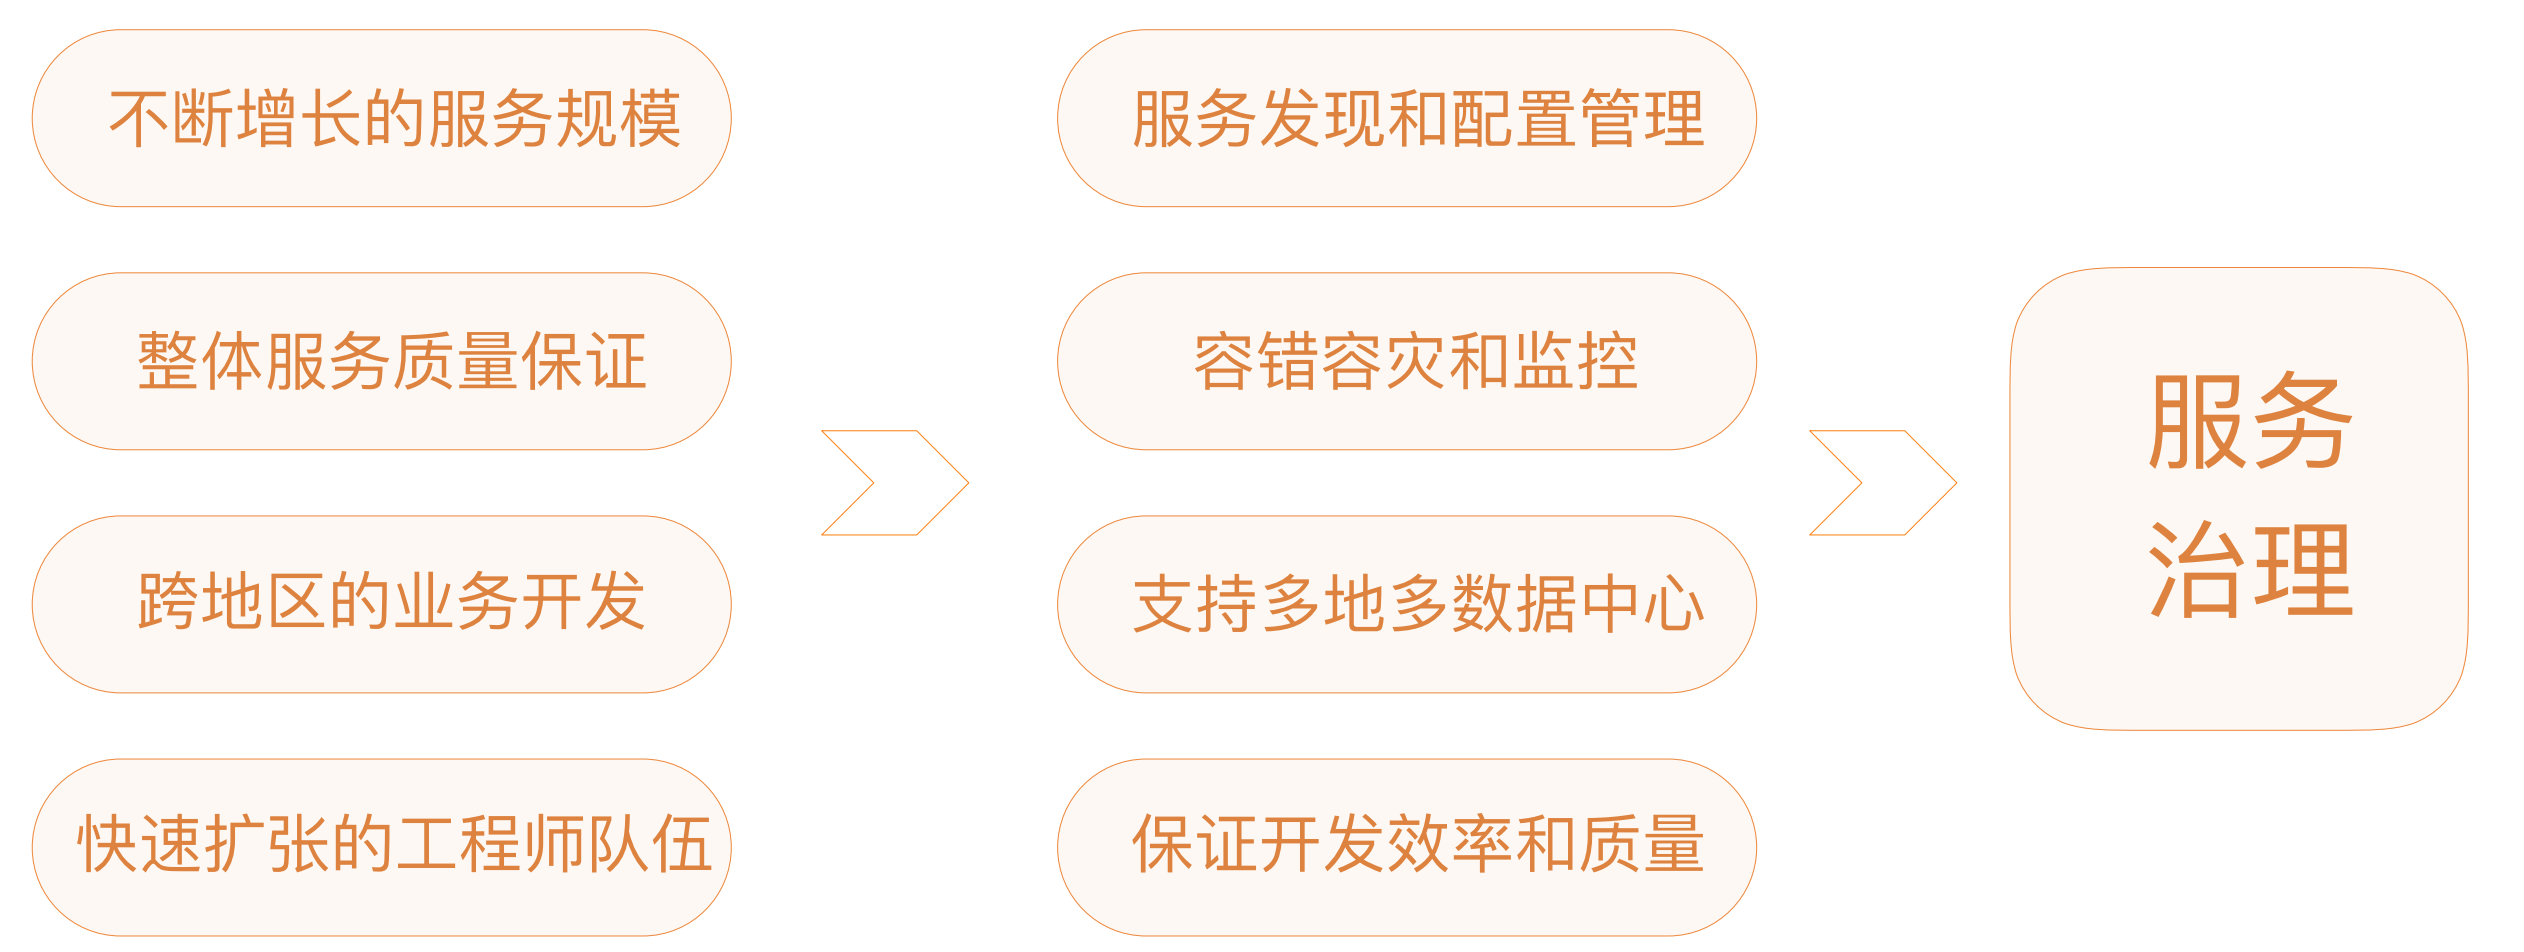 不断增长的服务规模
整体服务质量保证
跨地区的业务开发
快速扩张的工程师队伍
服务发现和配置管理
容错容灾和监控
支持多地多数据中心
保证开发效率和质量
服务
治理